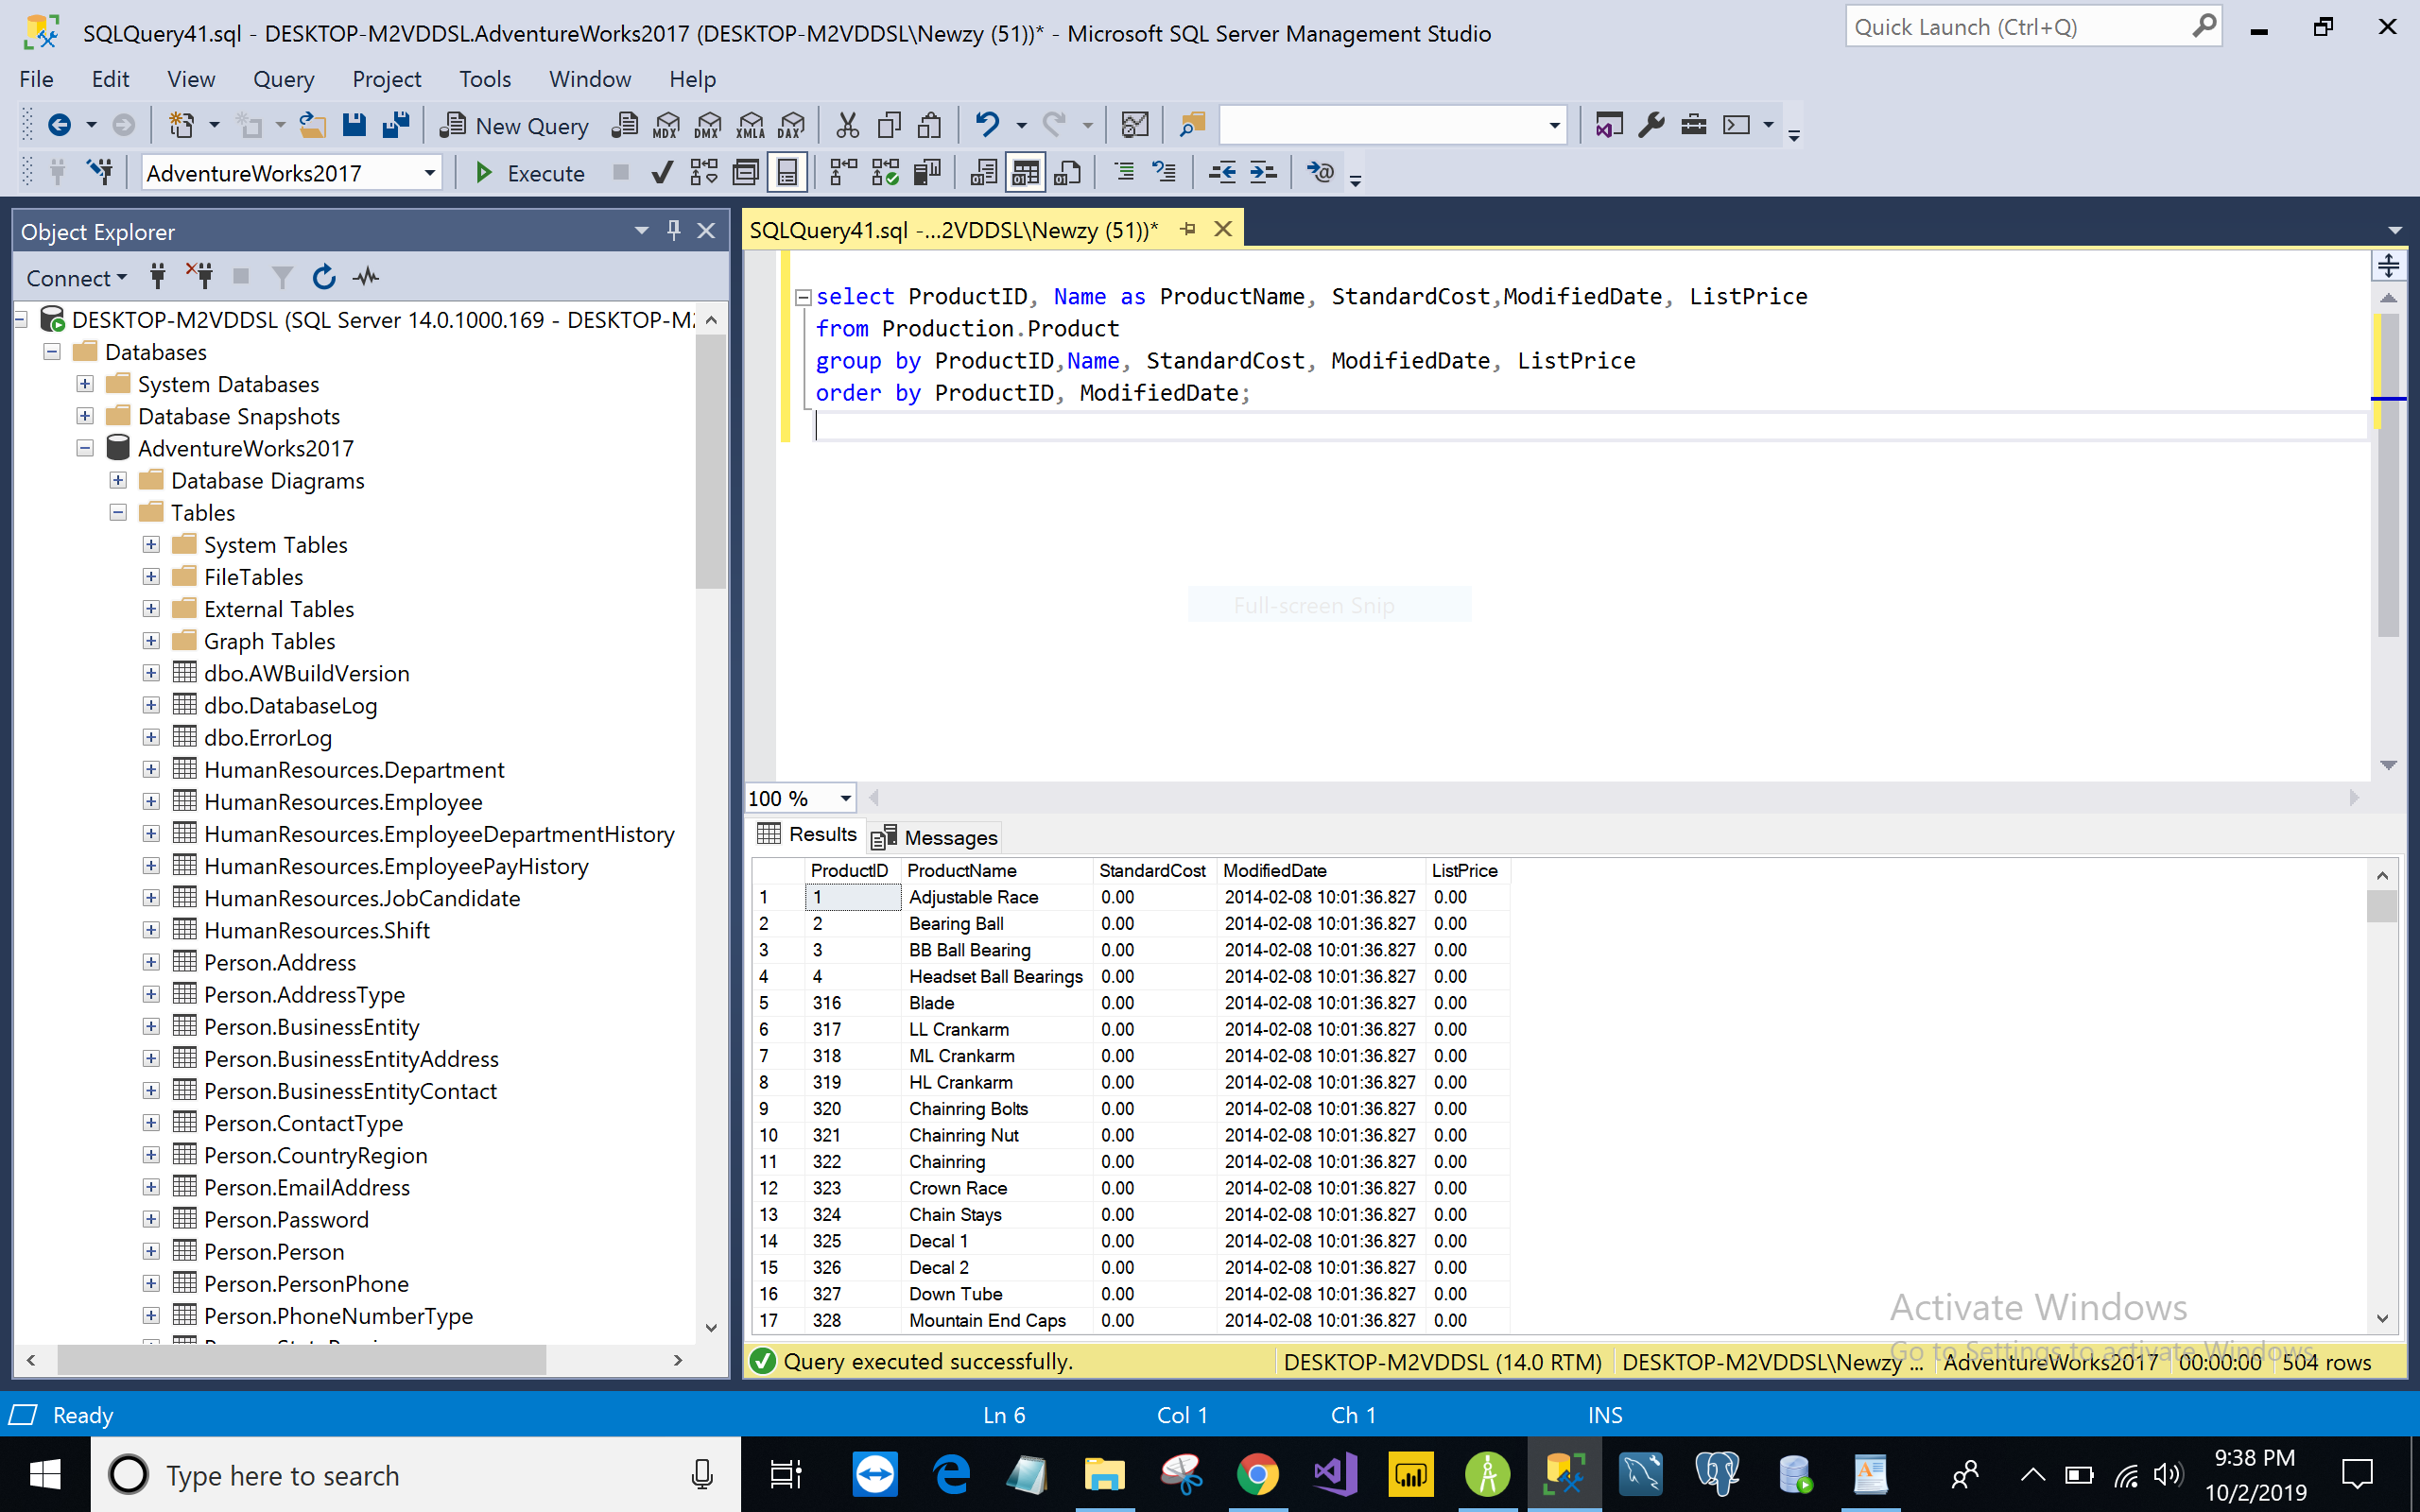 SQLQuery41.sql - DESKTOP-M2VDDSL.AdventureWorks2017 (DESKTOP-M2VDDSL\Newzy (51))* - Microsoft SQL Server Management Studio
Quick Launch (Ctrl+Q)
File Edit View Query Project Tools Window Help
New Query MDX DMX XMLA DAX
AdventureWorks2017 Execute
Object Explorer
Connect
DESKTOP-M2VDDSL (SQL Server 14.0.1000.169 - DESKTOP-M
Databases
System Databases
Database Snapshots
AdventureWorks2017
Database Diagrams
Tables
System Tables
FileTables
External Tables
Graph Tables
dbo.AWBuildVersion
dbo.DatabaseLog
dbo.ErrorLog
HumanResources.Department
HumanResources.Employee
HumanResources.EmployeeDepartmentHistory
HumanResources.EmployeePayHistory
HumanResources.JobCandidate
HumanResources.Shift
Person.Address
Person.AddressType
Person.BusinessEntity
Person.BusinessEntityAddress
Person.BusinessEntityContact
Person.ContactType
Person.CountryRegion
Person.EmailAddress
Person.Password
Person.Person
Person.PersonPhone
Person.PhoneNumberType
SQLQuery41.sql -...2VDDSL\Newzy (51))*
select ProductID, Name as ProductName, StandardCost,ModifiedDate, ListPrice
from Production.Product
group by ProductID,Name, StandardCost, ModifiedDate, ListPrice
order by ProductID, ModifiedDate;
Full-screen Snip
100 %
Results Messages
ProductID ProductName StandardCost ModifiedDate ListPrice
1 1 Adjustable Race 0.00 2014-02-08 10:01:36.827 0.00
2 2 Bearing Ball 0.00 2014-02-08 10:01:36.827 0.00
3 3 BB Ball Bearing 0.00 2014-02-08 10:01:36.827 0.00
4 4 Headset Ball Bearings 0.00 2014-02-08 10:01:36.827 0.00
5 316 Blade 0.00 2014-02-08 10:01:36.827 0.00
6 317 LL Crankarm 0.00 2014-02-08 10:01:36.827 0.00
7 318 ML Crankarm 0.00 2014-02-08 10:01:36.827 0.00
8 319 HL Crankarm 0.00 2014-02-08 10:01:36.827 0.00
9 320 Chainring Bolts 0.00 2014-02-08 10:01:36.827 0.00
10 321 Chainring Nut 0.00 2014-02-08 10:01:36.827 0.00
11 322 Chainring 0.00 2014-02-08 10:01:36.827 0.00
12 323 Crown Race 0.00 2014-02-08 10:01:36.827 0.00
13 324 Chain Stays 0.00 2014-02-08 10:01:36.827 0.00
14 325 Decal 1 0.00 2014-02-08 10:01:36.827 0.00
15 326 Decal 2 0.00 2014-02-08 10:01:36.827 0.00
16 327 Down Tube 0.00 2014-02-08 10:01:36.827 0.00
17 328 Mountain End Caps 0.00 2014-02-08 10:01:36.827 0.00
Activate Windows
Go to Settings to activate Windows.
Query executed successfully. DESKTOP-M2VDDSL (14.0 RTM) DESKTOP-M2VDDSL\Newzy ... AdventureWorks2017 00:00:00 504 rows
Ready Ln 6 Col 1 Ch 1 INS
Type here to search
9:38 PM
10/2/2019